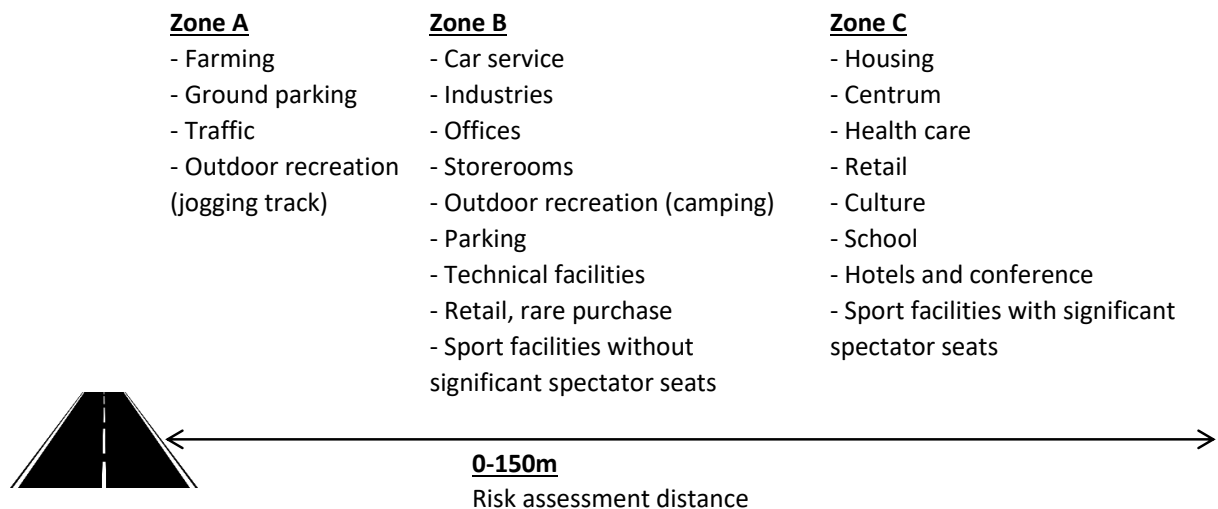 Zone A
- Farming
- Ground parking
- Traffic
- Outdoor recreation
(jogging track)
Zone B
- Car service
- Industries
- Offices
- Storerooms
- Outdoor recreation (camping)
- Parking
- Technical facilities
- Retail, rare purchase
- Sport facilities without
significant spectator seats
Zone C
- Housing
- Centrum
- Health care
- Retail
- Culture
- School
- Hotels and conference
- Sport facilities with significant
spectator seats
0-150m
Risk assessment distance